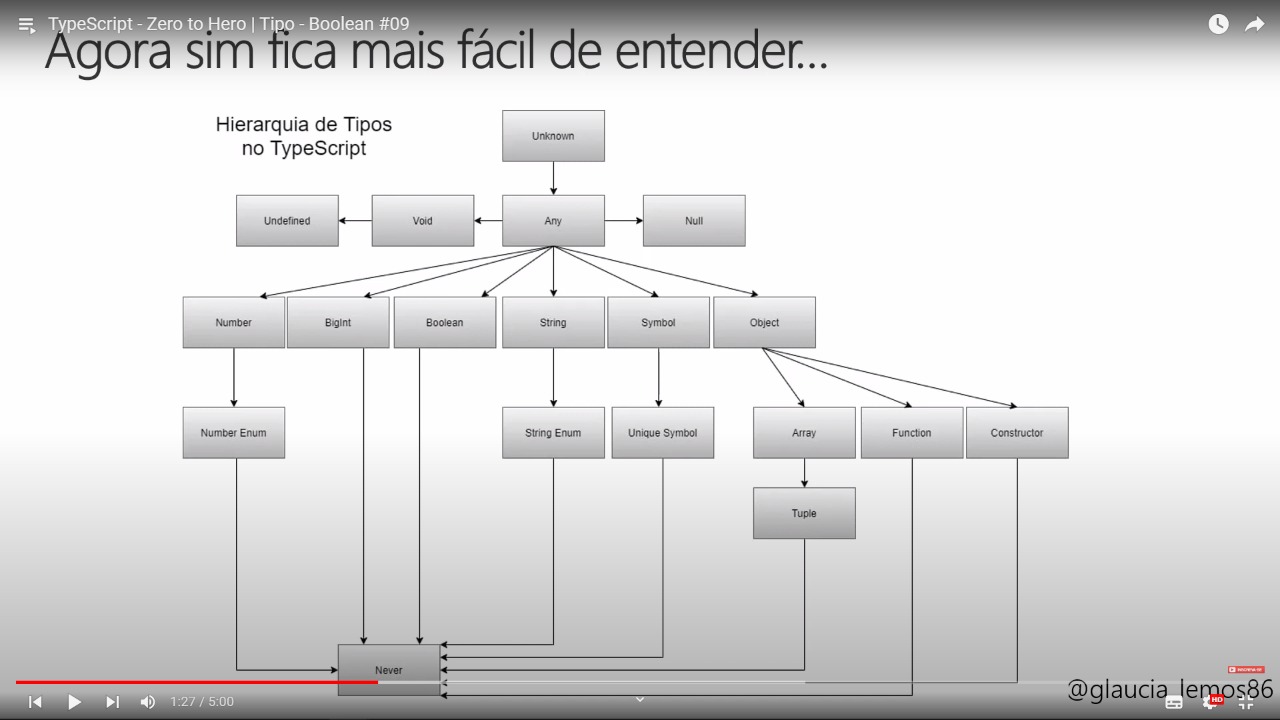 TypeScript - Zero to Hero | Tipo - Boolean #09
Agora sim fica mais fácil de entender...
Hierarquia de Tipos
no TypeScript
Unknown
Undefined
Void
Any
Null
Number
BigInt
Boolean
String
Symbol
Object
Number Enum
String Enum
Unique Symbol
Array
Function
Constructor
Tuple
Never
@glaucia_lemos86
1:27 / 5:00
HD